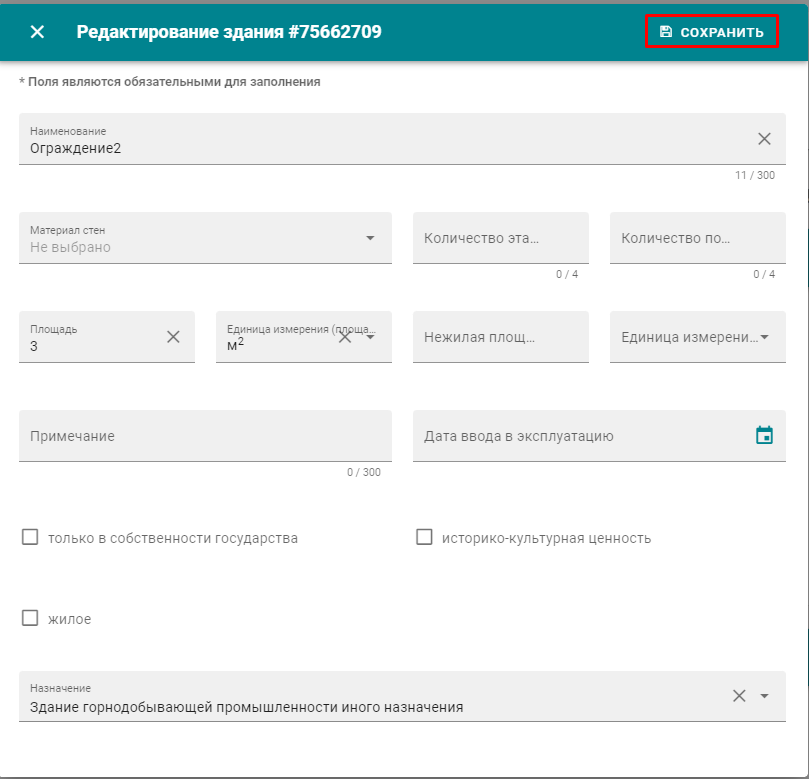 Редактирование здания #75662709
СОХРАНИТЬ
* Поля являются обязательными для заполнения
Наименование
Ограждение2
11 / 300
Материал стен
Не выбрано
Количество эта...
Количество по...
0 / 4
0 / 4
Площадь
3
Единица измерения (площа...
м²
Нежилая площ...
Единица измерени...
Примечание
Дата ввода в эксплуатацию
0 / 300
только в собственности государства
историко-культурная ценность
жилое
Назначение
Здание горнодобывающей промышленности иного назначения